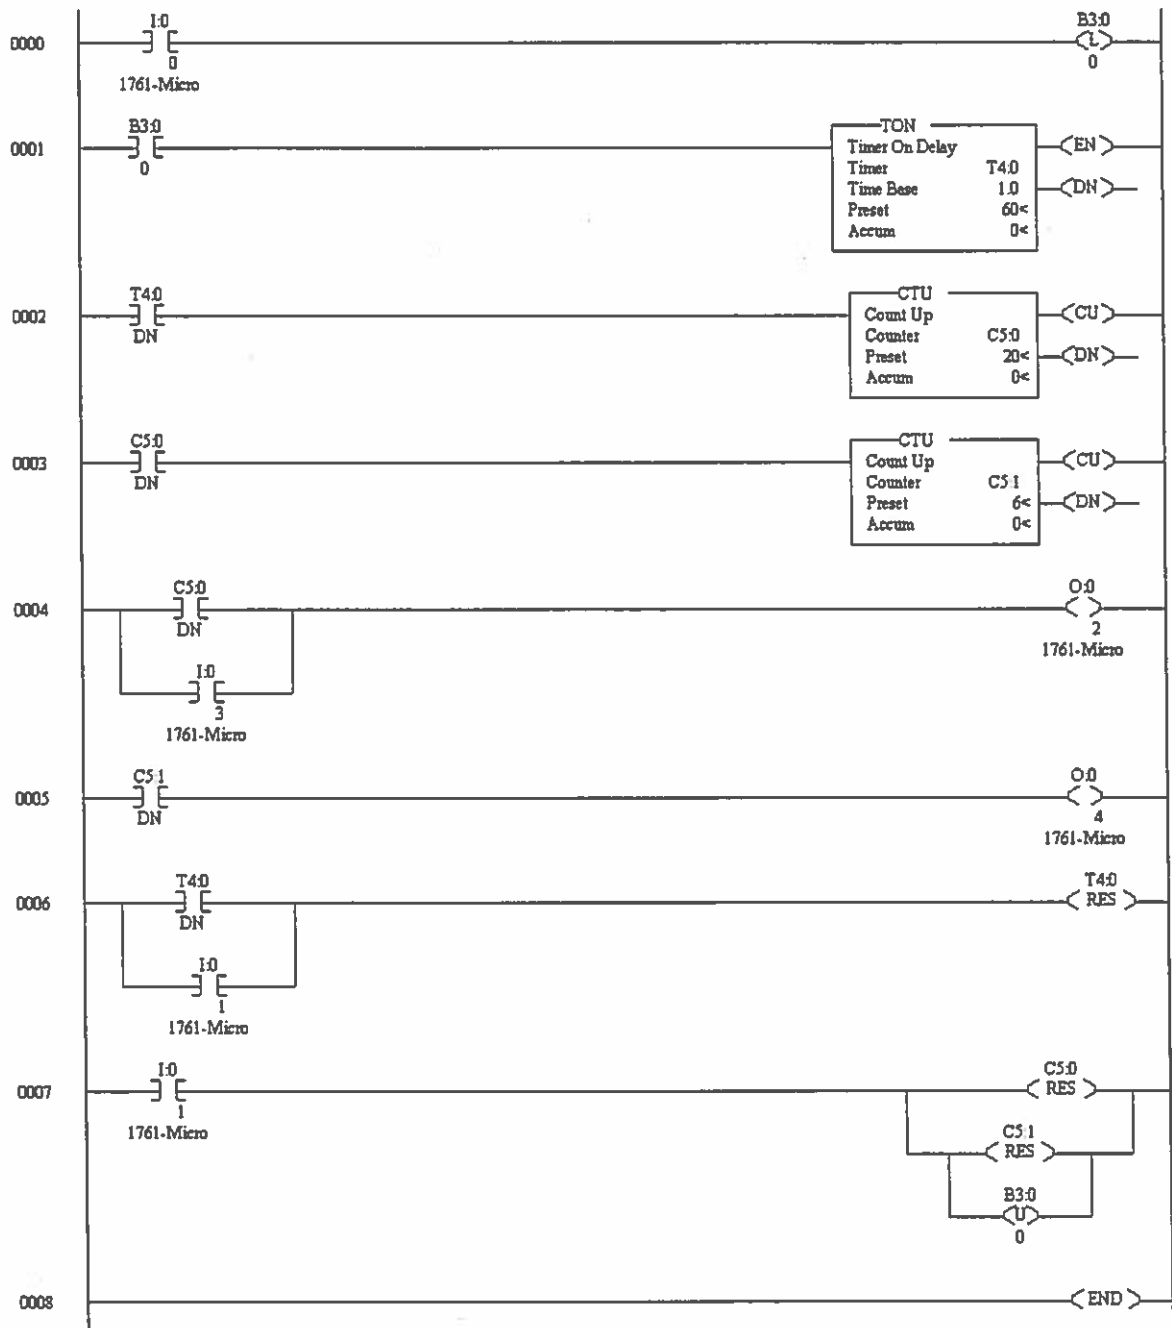 I:0
B3:0
0000
L
0
0
1761-Micro
B3:0
TON
0001
Timer On Delay
EN
0
Timer T4:0
Time Base 1.0
DN
Preset 60<
Accum 0<
T4:0
CTU
0002
Count Up
CU
DN
Counter C5:0
Preset 20<
DN
Accum 0<
C5:0
CTU
0003
Count Up
CU
DN
Counter C5:1
Preset 6<
DN
Accum 0<
C5:0
O:0
0004
DN
2
1761-Micro
I:0
3
1761-Micro
C5:1
O:0
0005
DN
4
1761-Micro
T4:0
T4:0
0006
RES
DN
I:0
1
1761-Micro
I:0
C5:0
0007
RES
1
1761-Micro
C5:1
RES
B3:0
U
0
0008
END